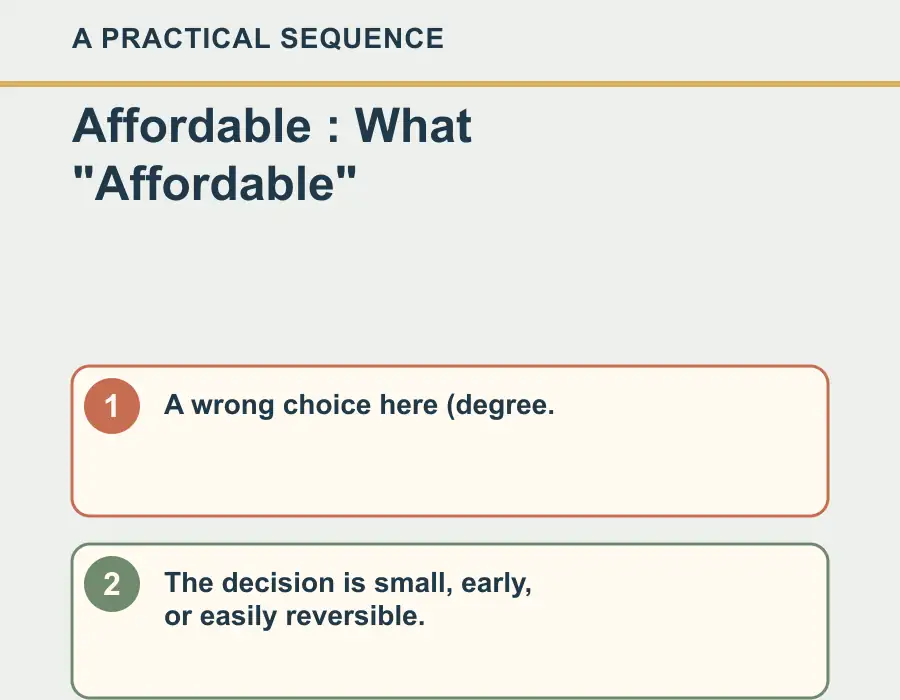 A PRACTICAL SEQUENCE
Affordable : What
"Affordable"
1
A wrong choice here (degree.
2
The decision is small, early,
or easily reversible.